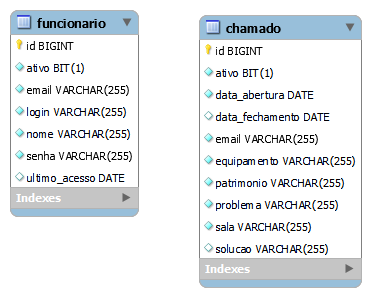 funcionario
id BIGINT
ativo BIT(1)
email VARCHAR(255)
login VARCHAR(255)
nome VARCHAR(255)
senha VARCHAR(255)
ultimo_acesso DATE
Indexes
chamado
id BIGINT
ativo BIT(1)
data_abertura DATE
data_fechamento DATE
email VARCHAR(255)
equipamento VARCHAR(255)
patrimonio VARCHAR(255)
problema VARCHAR(255)
sala VARCHAR(255)
solucao VARCHAR(255)
Indexes